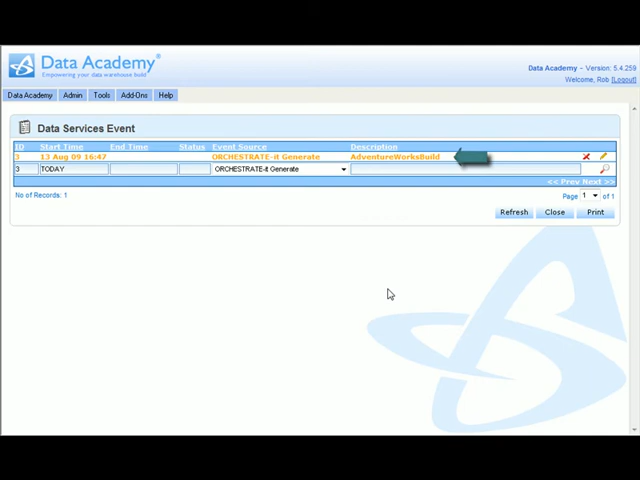 Data Academy®
Empowering your data warehouse build
Data Academy – Version: 5.4.259
Welcome, Rob [Logout]
Data Academy Admin Tools Add-Ons Help
Data Services Event
ID Start Time End Time Status Event Source Description
3 13 Aug 09 16:47 ORCHESTRATE-it Generate AdventureWorksBuild
3 TODAY ORCHESTRATE-it Generate
<< Prev Next >>
No of Records: 1
Page 1 of 1
Refresh Close Print